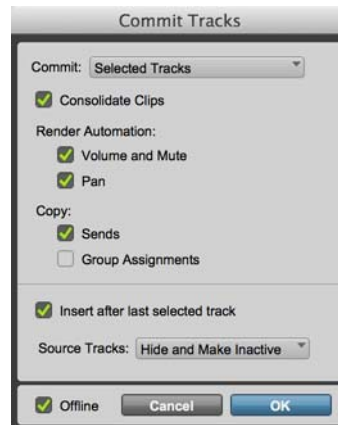 Commit Tracks
Commit: Selected Tracks
Consolidate Clips
Render Automation:
Volume and Mute
Pan
Copy:
Sends
Group Assignments
Insert after last selected track
Source Tracks: Hide and Make Inactive
Offline Cancel OK